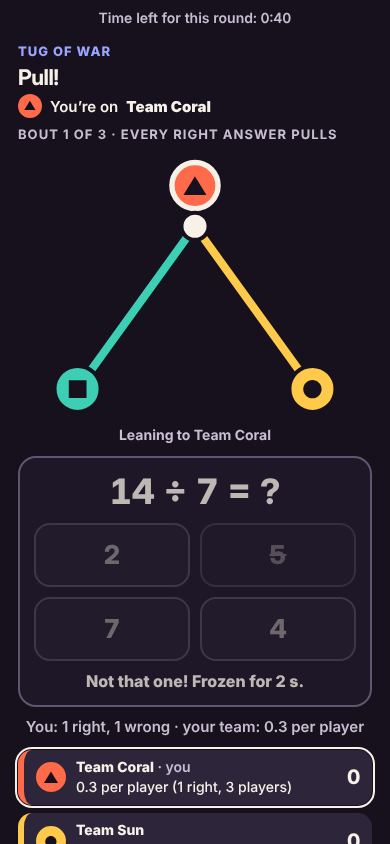 Time left for this round: 0:40
TUG OF WAR
Pull!
You're on Team Coral
BOUT 1 OF 3 · EVERY RIGHT ANSWER PULLS
Leaning to Team Coral
14 ÷ 7 = ?
2
5
7
4
Not that one! Frozen for 2 s.
You: 1 right, 1 wrong · your team: 0.3 per player
Team Coral · you
0.3 per player (1 right, 3 players)
0
Team Sun
0